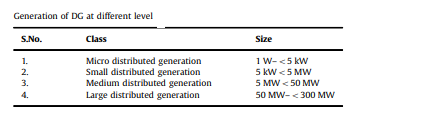 Generation of DG at different level
S.No. Class Size
1. Micro distributed generation 1 W– <5 kW
2. Small distributed generation 5 kW <5 MW
3. Medium distributed generation 5 MW <50 MW
4. Large distributed generation 50 MW– <300 MW